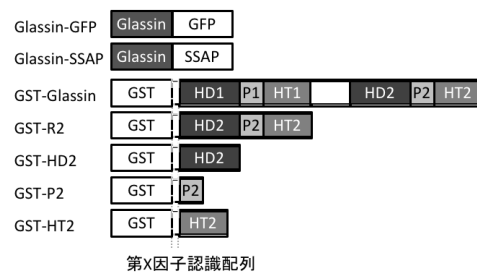 Glassin-GFP Glassin GFP
Glassin-SSAP Glassin SSAP
GST-Glassin GST HD1 P1 HT1 HD2 P2 HT2
GST-R2 GST HD2 P2 HT2
GST-HD2 GST HD2
GST-P2 GST P2
GST-HT2 GST HT2
第X因子認識配列